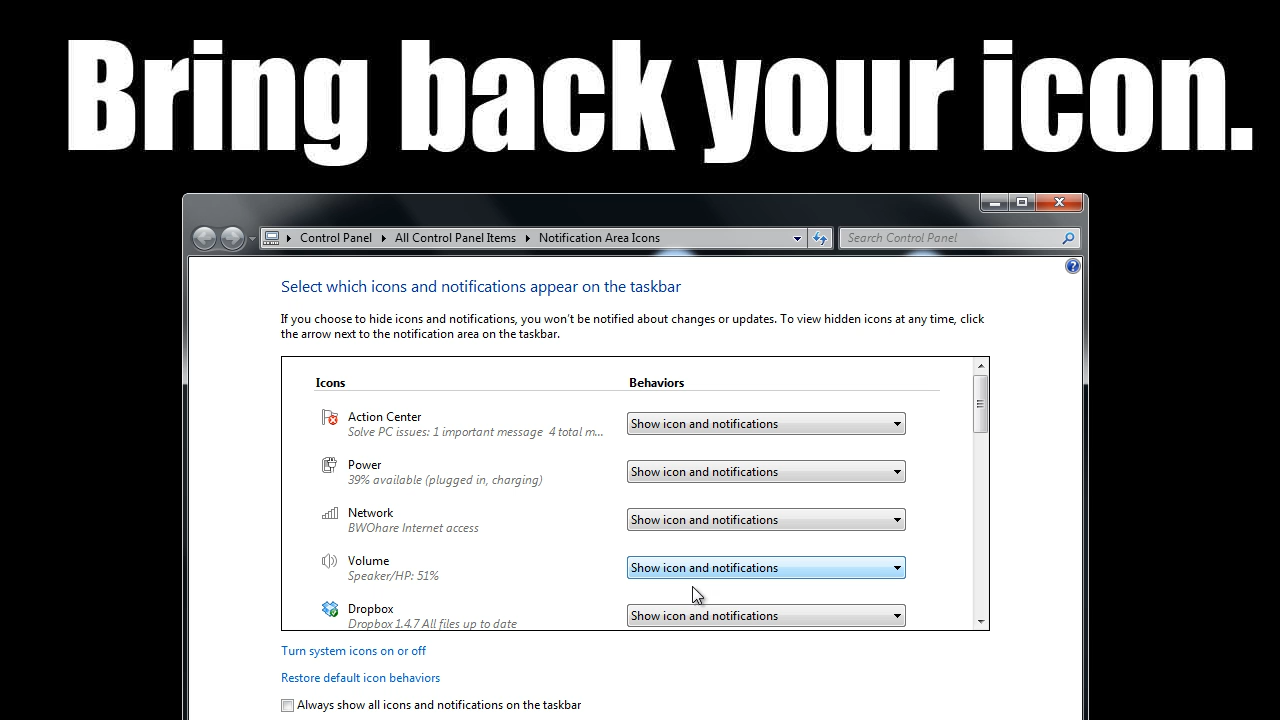 Bring back your icon.
Control Panel All Control Panel Items Notification Area Icons Search Control Panel
Select which icons and notifications appear on the taskbar
If you choose to hide icons and notifications, you won't be notified about changes or updates. To view hidden icons at any time, click
the arrow next to the notification area on the taskbar.
Icons Behaviors
Action Center Show icon and notifications
Solve PC issues: 1 important message 4 total m...
Power Show icon and notifications
39% available (plugged in, charging)
Network Show icon and notifications
BWOhare Internet access
Volume Show icon and notifications
Speaker/HP: 51%
Dropbox Show icon and notifications
Dropbox 1.4.7 All files up to date
Turn system icons on or off
Restore default icon behaviors
Always show all icons and notifications on the taskbar